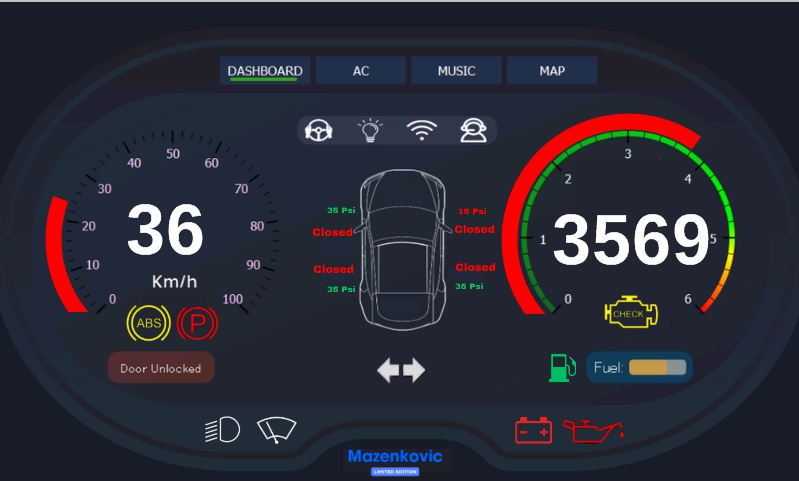 DASHBOARD
AC
MUSIC
MAP
50
40
60
30
70
20
80
10
90
0
100
36
Km/h
ABS
P
Door Unlocked
35 Psi
15 Psi
Closed
Closed
Closed
Closed
35 Psi
35 Psi
3
2
4
1
3569
5
0
6
CHECK
Fuel:
Mazenkovic
LIMITED EDITION